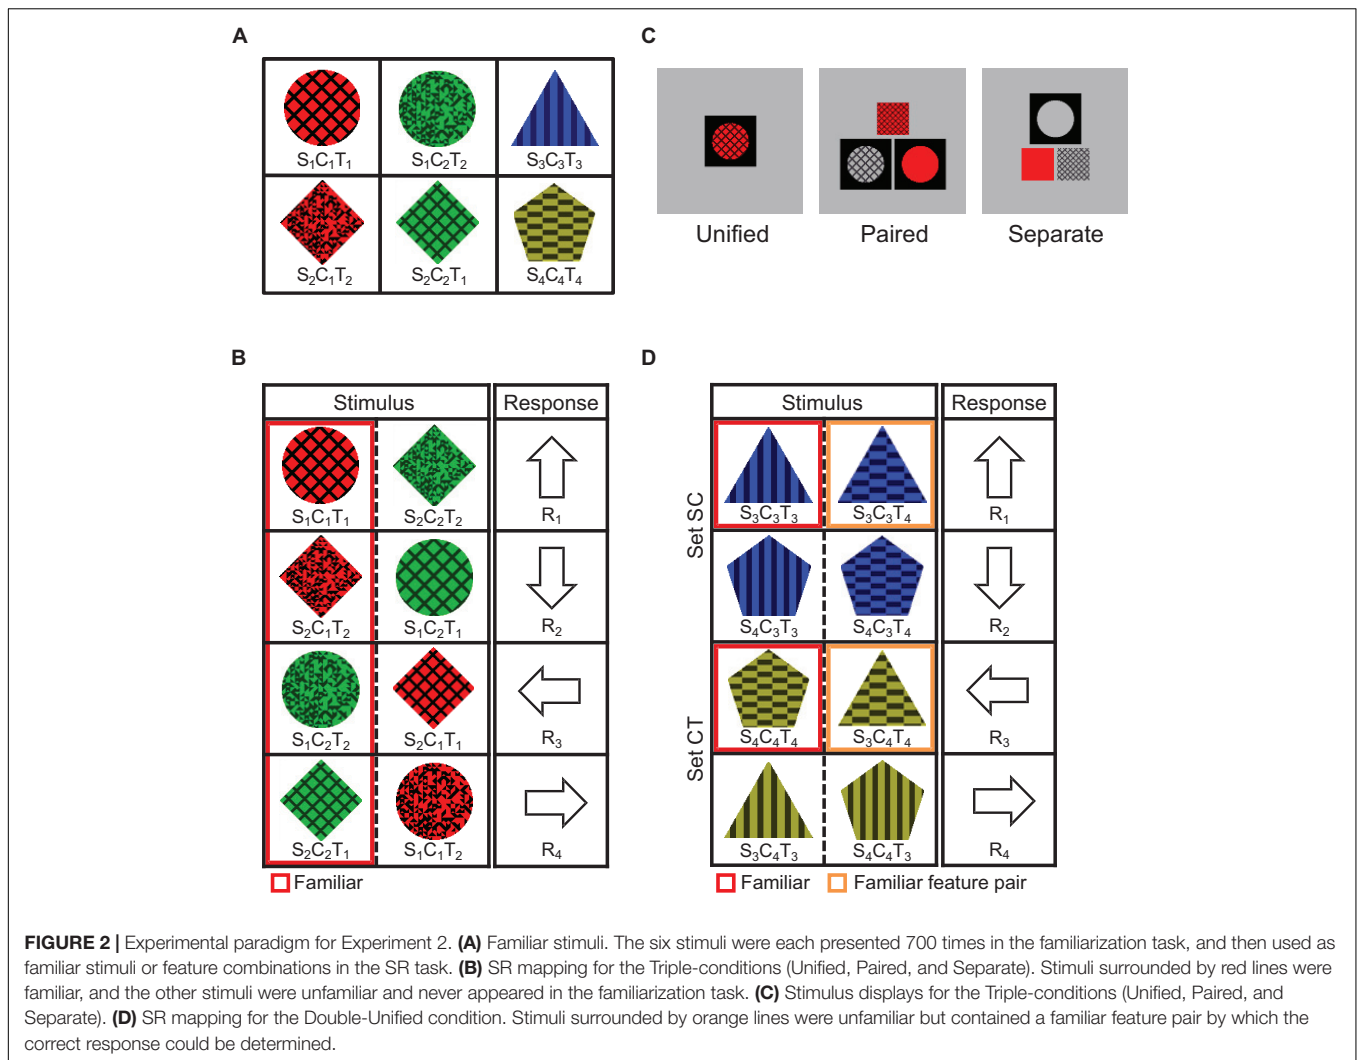 A
S₁C₁T₁ S₁C₂T₂ S₃C₃T₃
S₂C₁T₂ S₂C₂T₁ S₄C₄T₄
C
Unified Paired Separate
B
Stimulus Response
S₁C₁T₁ S₂C₂T₂ R₁
S₂C₁T₂ S₁C₂T₁ R₂
S₁C₂T₂ S₂C₁T₁ R₃
S₂C₂T₁ S₁C₁T₂ R₄
Familiar
D
Stimulus Response
Set SC
S₃C₃T₃ S₃C₃T₄ R₁
S₄C₃T₃ S₄C₃T₄ R₂
Set CT
S₄C₄T₄ S₃C₄T₄ R₃
S₃C₄T₃ S₄C₄T₃ R₄
Familiar Familiar feature pair
FIGURE 2 | Experimental paradigm for Experiment 2. (A) Familiar stimuli. The six stimuli were each presented 700 times in the familiarization task, and then used as
familiar stimuli or feature combinations in the SR task. (B) SR mapping for the Triple-conditions (Unified, Paired, and Separate). Stimuli surrounded by red lines were
familiar, and the other stimuli were unfamiliar and never appeared in the familiarization task. (C) Stimulus displays for the Triple-conditions (Unified, Paired, and
Separate). (D) SR mapping for the Double-Unified condition. Stimuli surrounded by orange lines were unfamiliar but contained a familiar feature pair by which the
correct response could be determined.